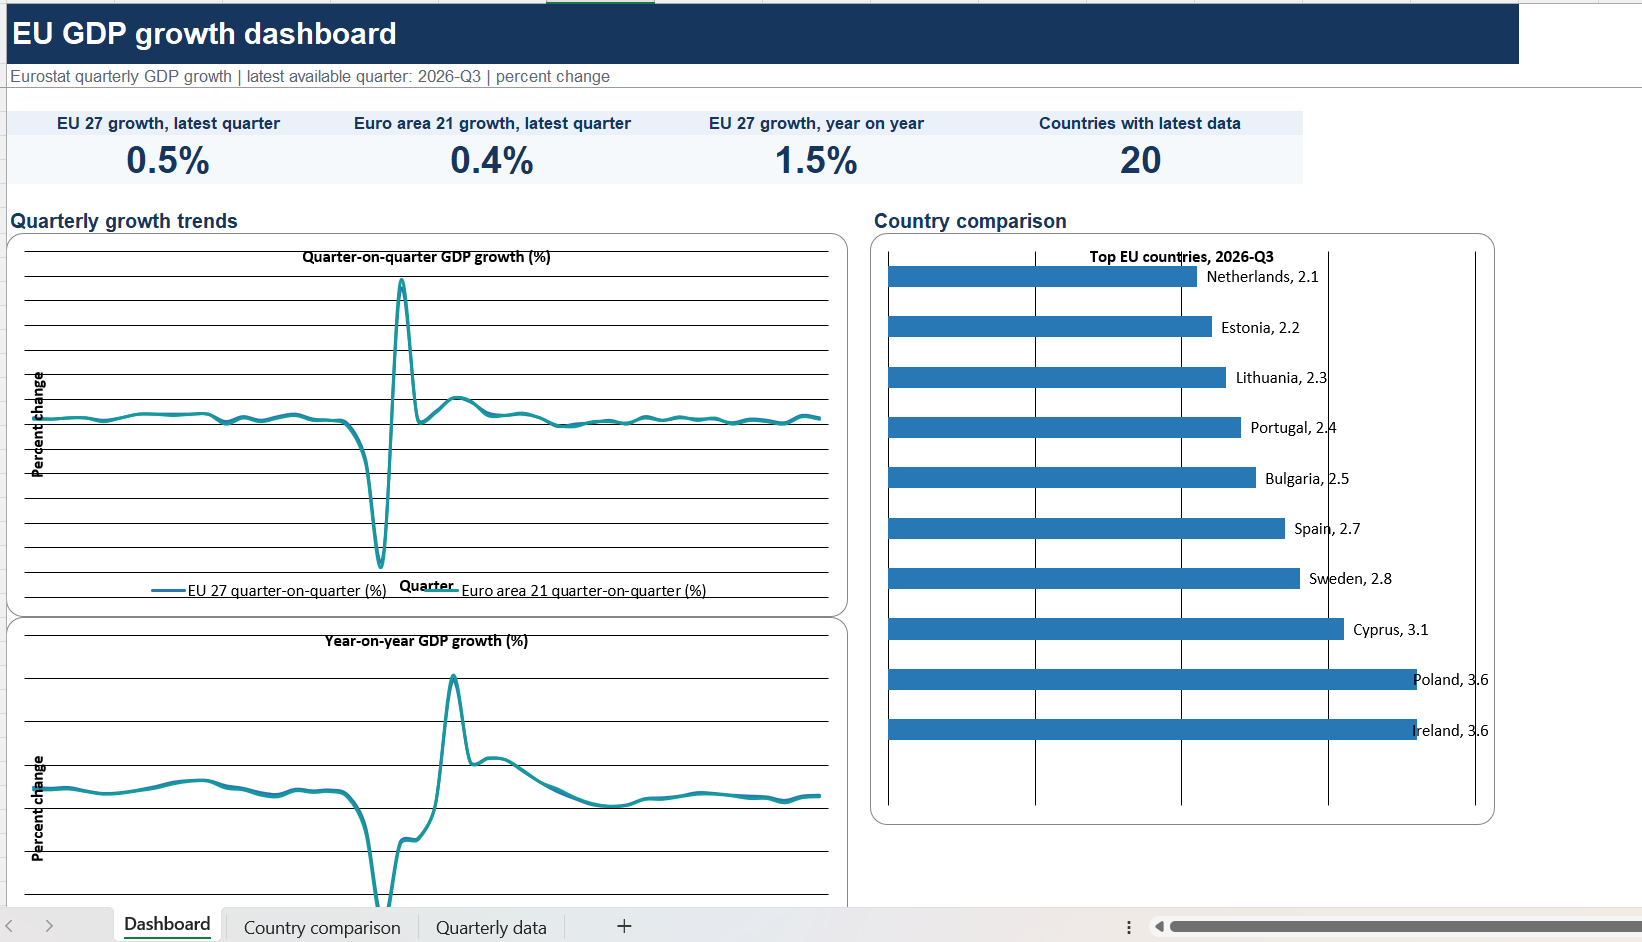 EU GDP growth dashboard
Eurostat quarterly GDP growth | latest available quarter: 2026-Q3 | percent change
EU 27 growth, latest quarter
0.5%
Euro area 21 growth, latest quarter
0.4%
EU 27 growth, year on year
1.5%
Countries with latest data
20
Quarterly growth trends
Quarter-on-quarter GDP growth (%)
Percent change
Quarter
EU 27 quarter-on-quarter (%)
Euro area 21 quarter-on-quarter (%)
Year-on-year GDP growth (%)
Percent change
Country comparison
Top EU countries, 2026-Q3
Netherlands, 2.1
Estonia, 2.2
Lithuania, 2.3
Portugal, 2.4
Bulgaria, 2.5
Spain, 2.7
Sweden, 2.8
Cyprus, 3.1
Poland, 3.6
Ireland, 3.6
Dashboard
Country comparison
Quarterly data